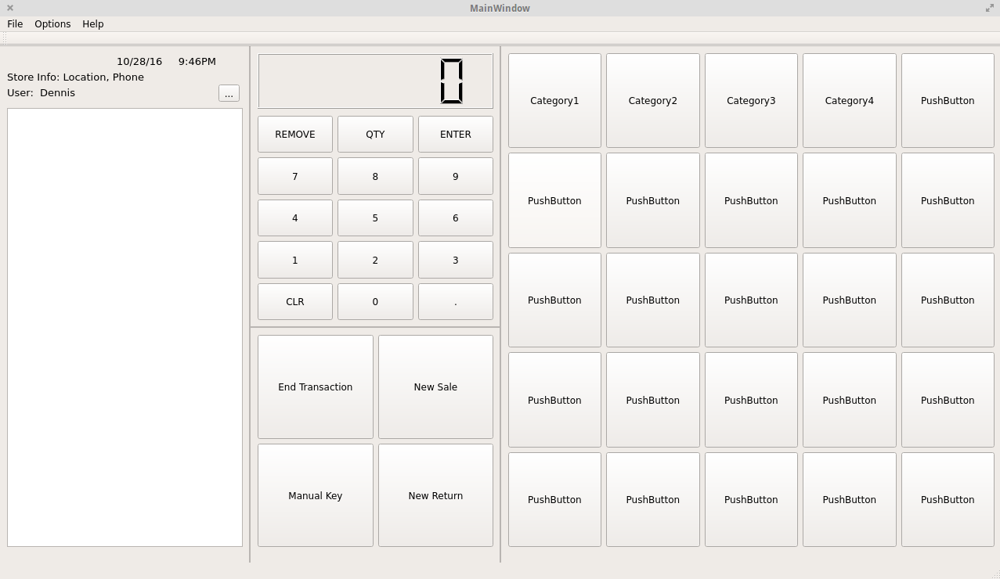 MainWindow
File Options Help
10/28/16 9:46PM
Store Info: Location, Phone
User: Dennis
...
0
REMOVE QTY ENTER
7 8 9
4 5 6
1 2 3
CLR 0 .
End Transaction New Sale
Manual Key New Return
Category1 Category2 Category3 Category4 PushButton
PushButton PushButton PushButton PushButton PushButton
PushButton PushButton PushButton PushButton PushButton
PushButton PushButton PushButton PushButton PushButton
PushButton PushButton PushButton PushButton PushButton